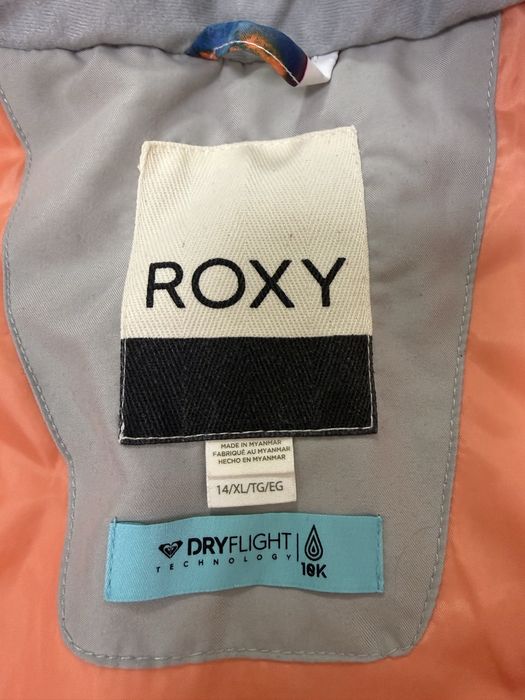 ROXY
MADE IN MYANMAR
FABRIQUÉ AU MYANMAR
HECHO EN MYANMAR
14/XL/TG/EG
DRYFLIGHT
TECHNOLOGY
10K